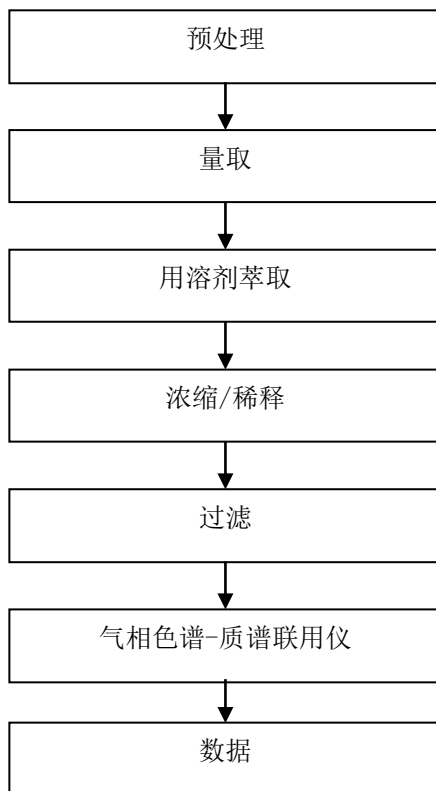 预处理
量取
用溶剂萃取
浓缩/稀释
过滤
气相色谱-质谱联用仪
数据